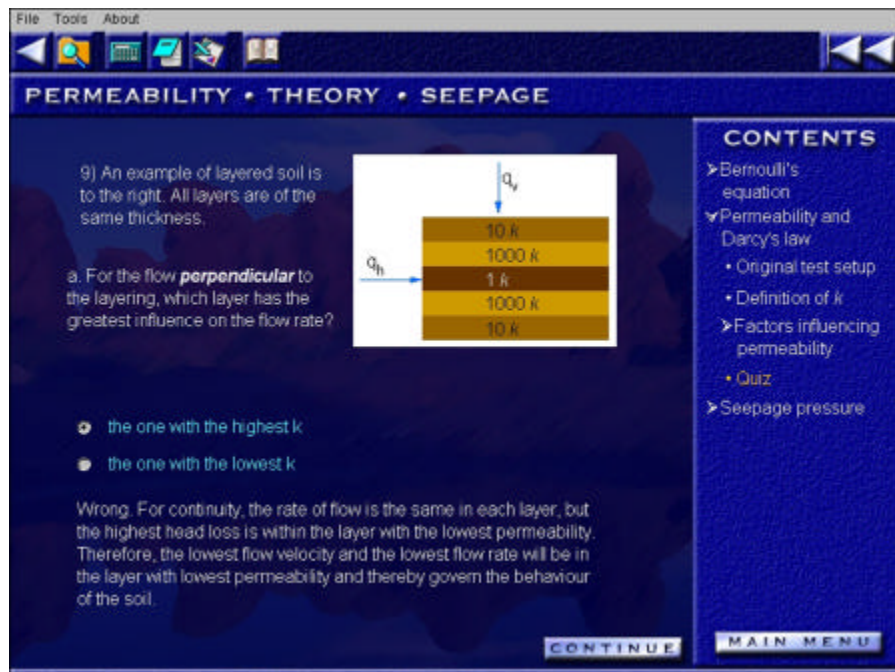 File Tools About
PERMEABILITY • THEORY • SEEPAGE
9) An example of layered soil is
to the right. All layers are of the
same thickness.
a. For the flow perpendicular to
the layering, which layer has the
greatest influence on the flow rate?
qv
qh
10 k
1000 k
1 k
1000 k
10 k
the one with the highest k
the one with the lowest k
Wrong. For continuity, the rate of flow is the same in each layer, but
the highest head loss is within the layer with the lowest permeability.
Therefore, the lowest flow velocity and the lowest flow rate will be in
the layer with lowest permeability and thereby govern the behaviour
of the soil.
CONTINUE
CONTENTS
Bernoulli's
equation
Permeability and
Darcy's law
• Original test setup
• Definition of k
Factors influencing
permeability
• Quiz
Seepage pressure
MAIN MENU